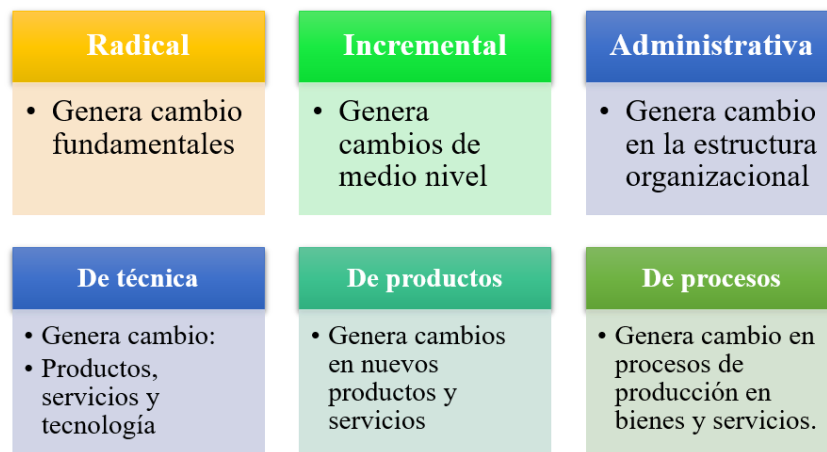 Radical
• Genera cambio
fundamentales
Incremental
• Genera
cambios de
medio nivel
Administrativa
• Genera cambio
en la estructura
organizacional
De técnica
• Genera cambio:
• Productos,
servicios y
tecnología
De productos
• Genera cambios
en nuevos
productos y
servicios
De procesos
• Genera cambio en
procesos de
producción en
bienes y servicios.